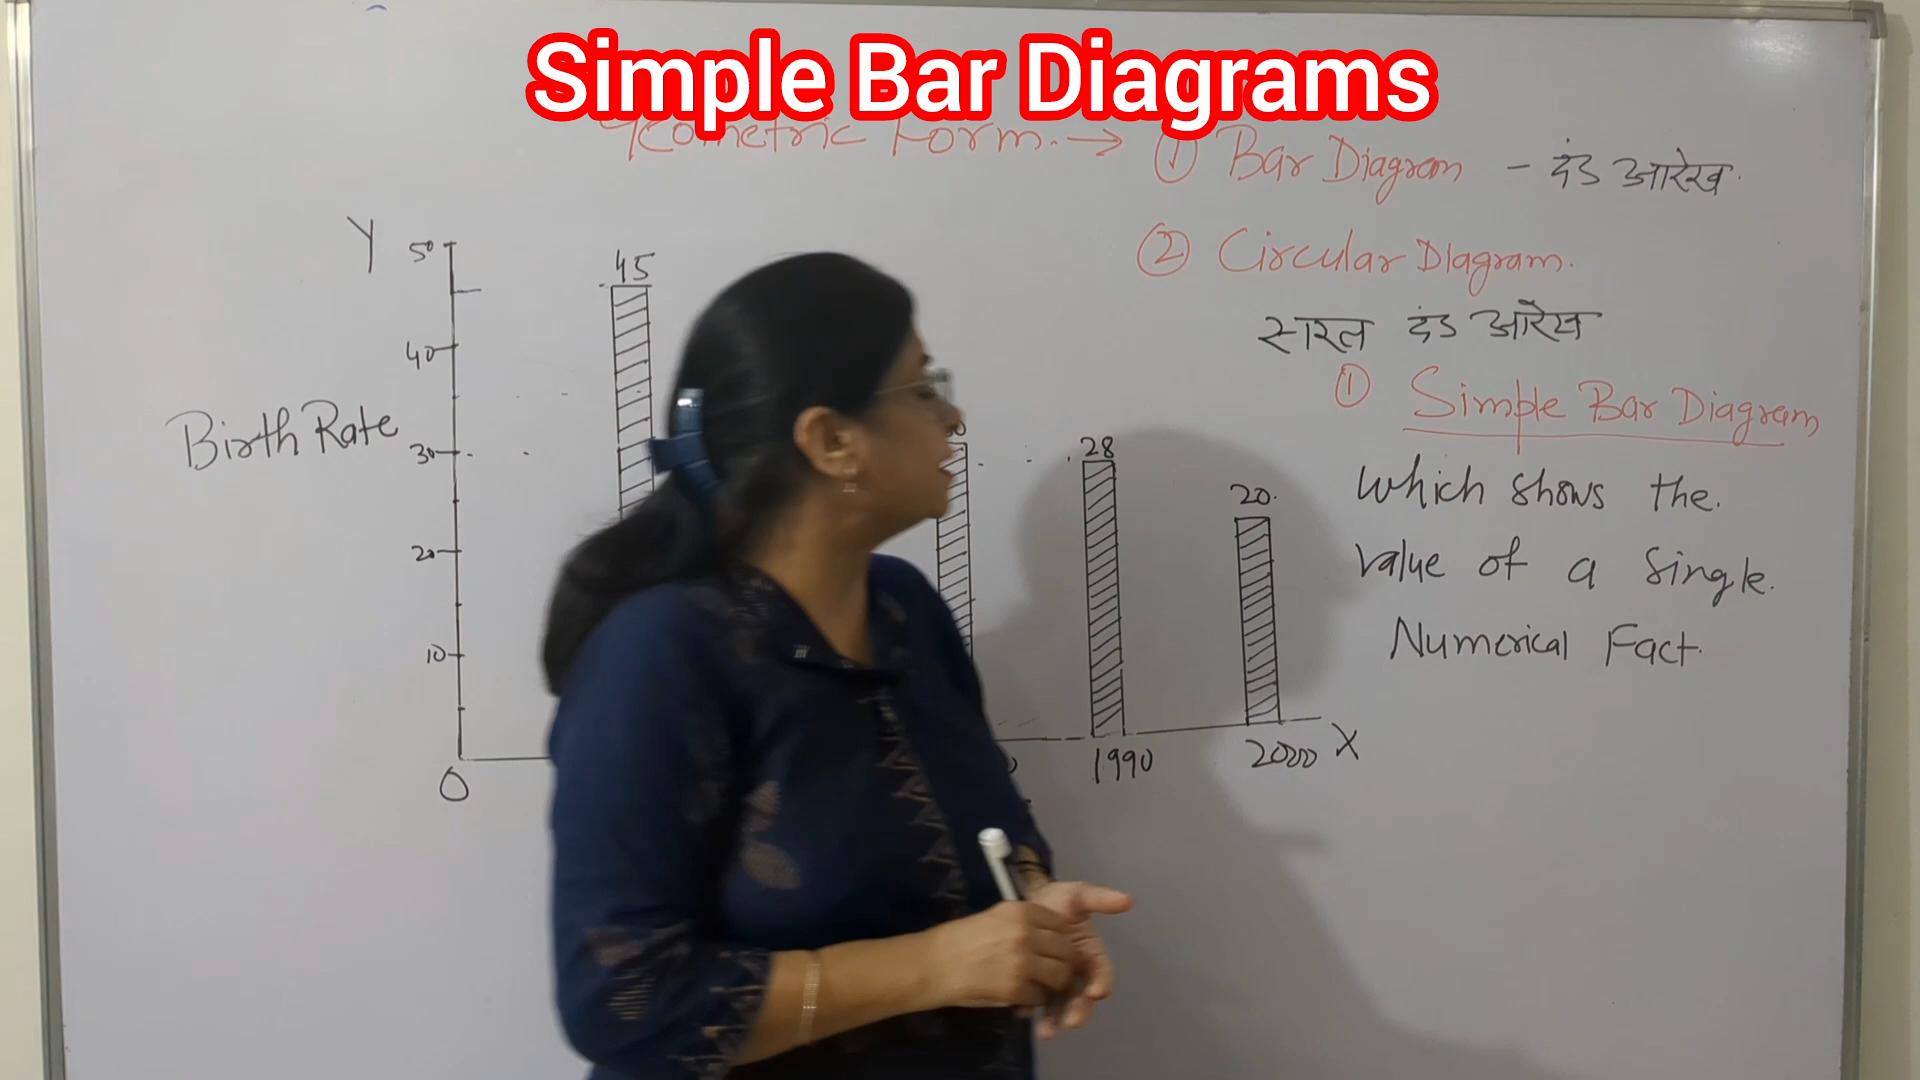 Simple Bar Diagrams
Geometric Form. → ① Bar Diagram - दंड आरेख
② Circular Diagram.
सरल दंड आरेख
① Simple Bar Diagram
Which shows the.
value of a single.
Numerical Fact.
Y
50
40
Birth Rate
30
20
10
0
45
28
20.
1990
2000 X